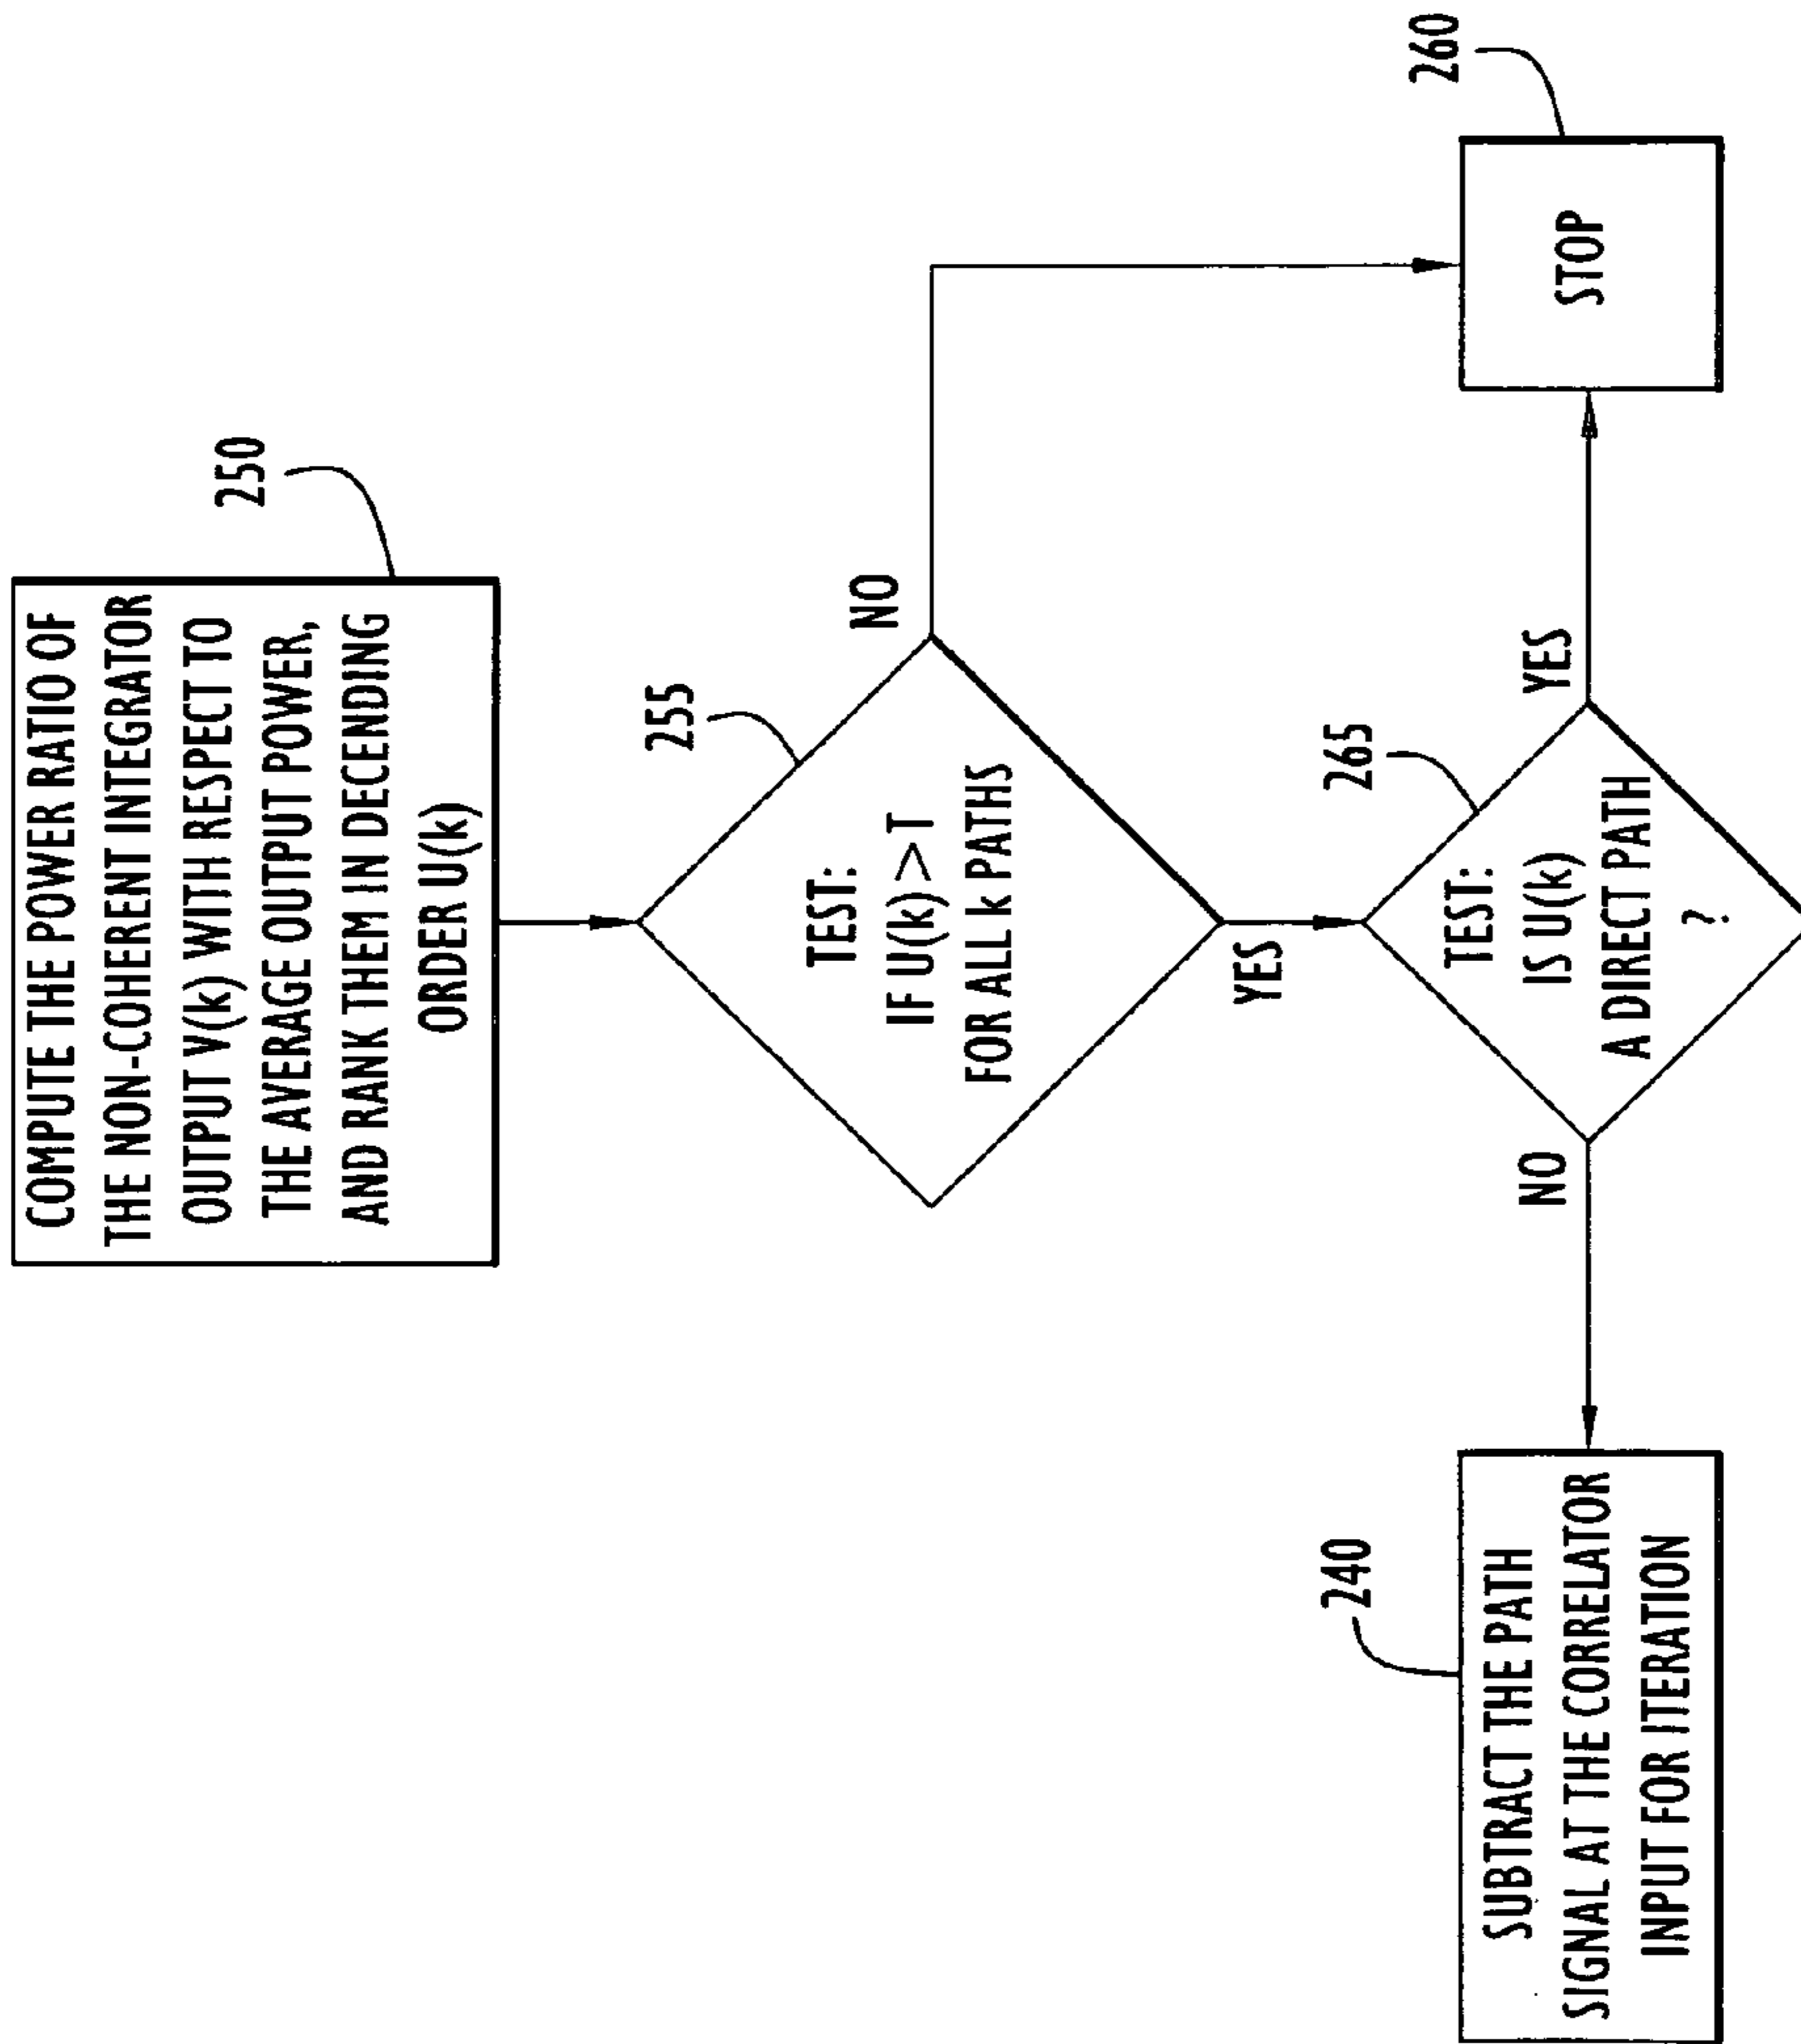 COMPUTE THE POWER RATIO OF
THE NON-COHERENT INTEGRATOR
OUTPUT V(k) WITH RESPECT TO
THE AVERAGE OUTPUT POWER,
AND RANK THEM IN DECENDING
ORDER U(k)
250
TEST:
IF U(k) >T
FOR ALL k PATHS
255
NO
YES
TEST:
IS U(k)
A DIRECT PATH
?
265
NO
YES
SUBTRACT THE PATH
SIGNAL AT THE CORRELATOR
INPUT FOR ITERATION
240
STOP
260